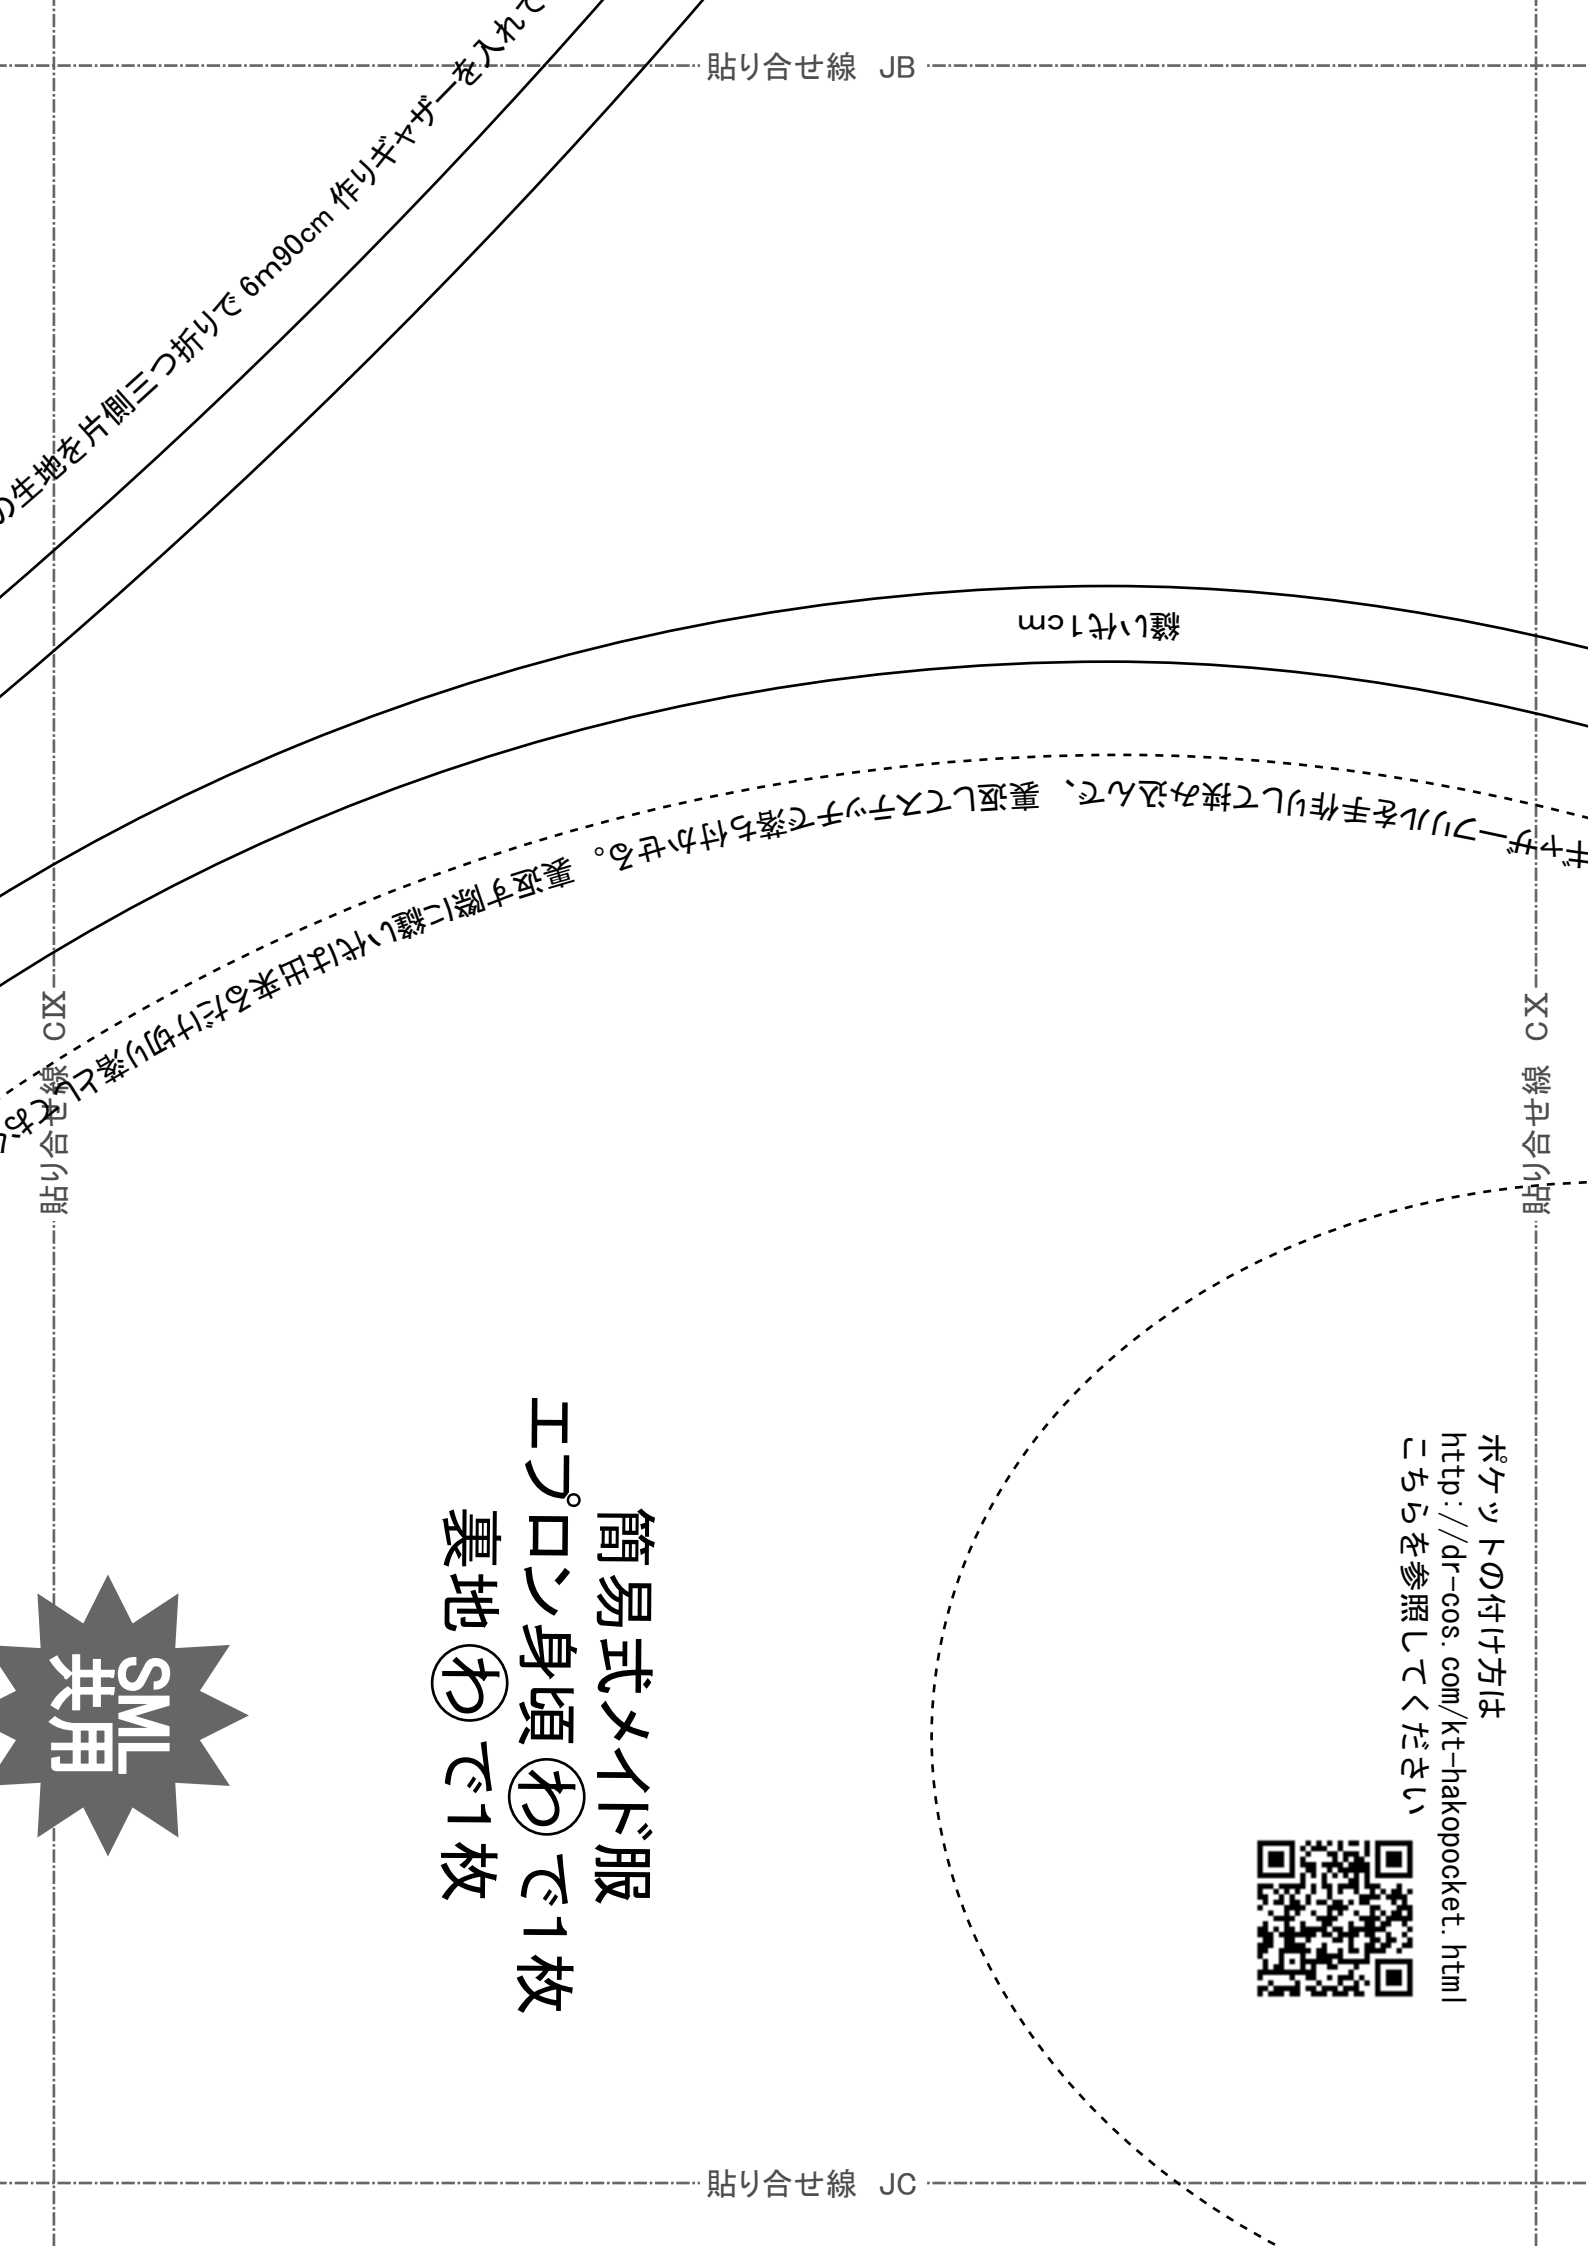 貼り合せ線 JB
の生地を片側三つ折りで 6m90cm 作りギャザーを入れて
縫い代1cm
ギャザーフリルを手作りして挟み込んで、裏返してステッチで落ち付かせる。裏返す際に縫い代は出来るだけ切り落としておく
貼り合せ線 CⅨ
貼り合せ線 CⅩ
簡易式メイド服
エプロン身頃 わ で1枚
裏地 わ で1枚
SML
共用
ポケットの付け方は
http://dr-cos.com/kt-hakopocket.html
こちらを参照してください
貼り合せ線 JC